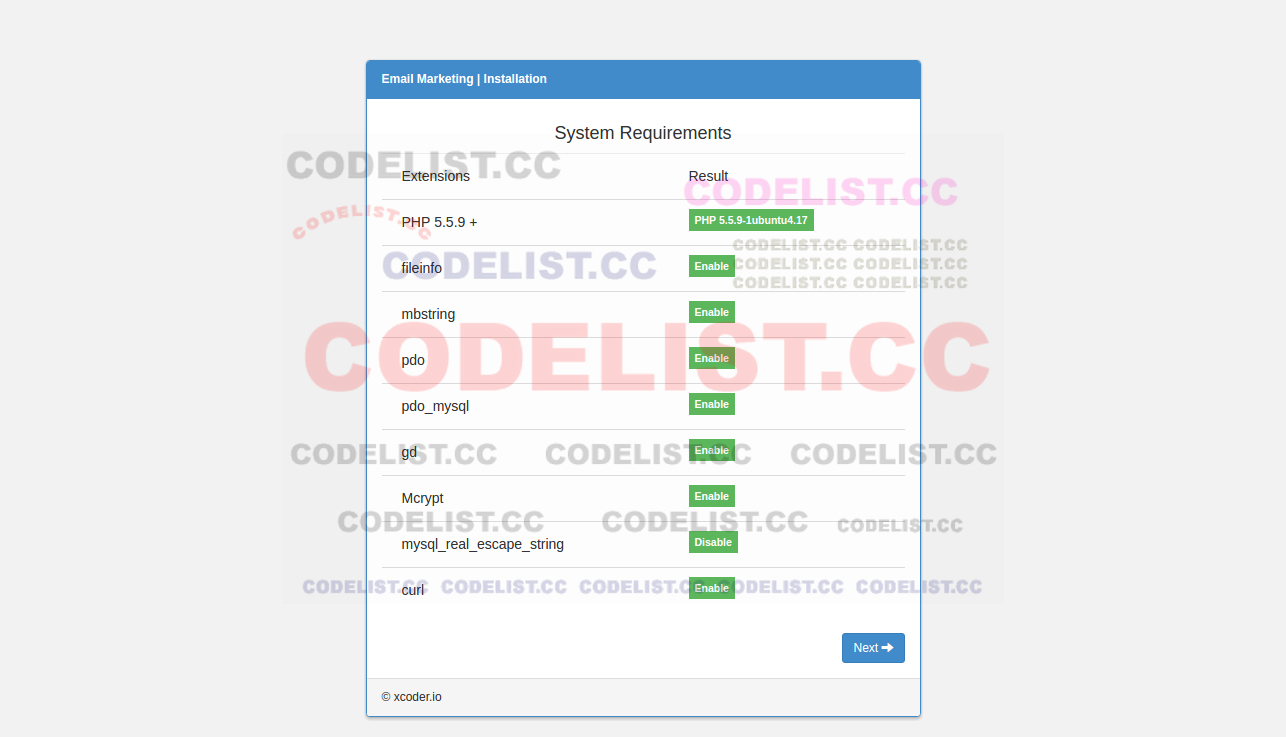 Email Marketing | Installation
System Requirements
CODELIST.CC
Extensions Result
CODELIST.CC
CODELIST.CC
PHP 5.5.9 + PHP 5.5.9-1ubuntu4.17
CODELIST.CC CODELIST.CC
CODELIST.CC
fileinfo Enable
CODELIST.CC CODELIST.CC
CODELIST.CC CODELIST.CC
mbstring Enable
CODELIST.CC
pdo Enable
pdo_mysql Enable
CODELIST.CC CODELIST.CC CODELIST.CC
gd Enable
Mcrypt Enable
CODELIST.CC CODELIST.CC CODELIST.CC
mysql_real_escape_string Disable
CODELIST.CC CODELIST.CC CODELIST.CC CODELIST.CC CODELIST.CC
curl Enable
Next
© xcoder.io